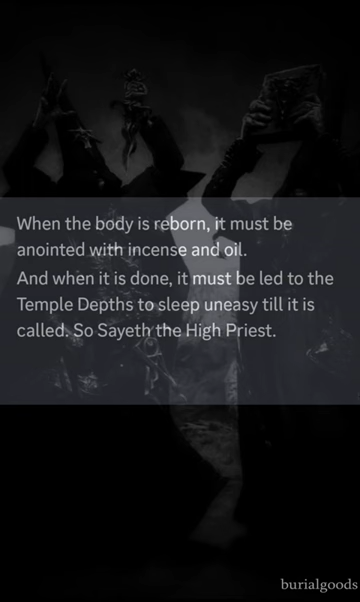 When the body is reborn, it must be
anointed with incense and oil.
And when it is done, it must be led to the
Temple Depths to sleep uneasy till it is
called. So Sayeth the High Priest.
burialgoods